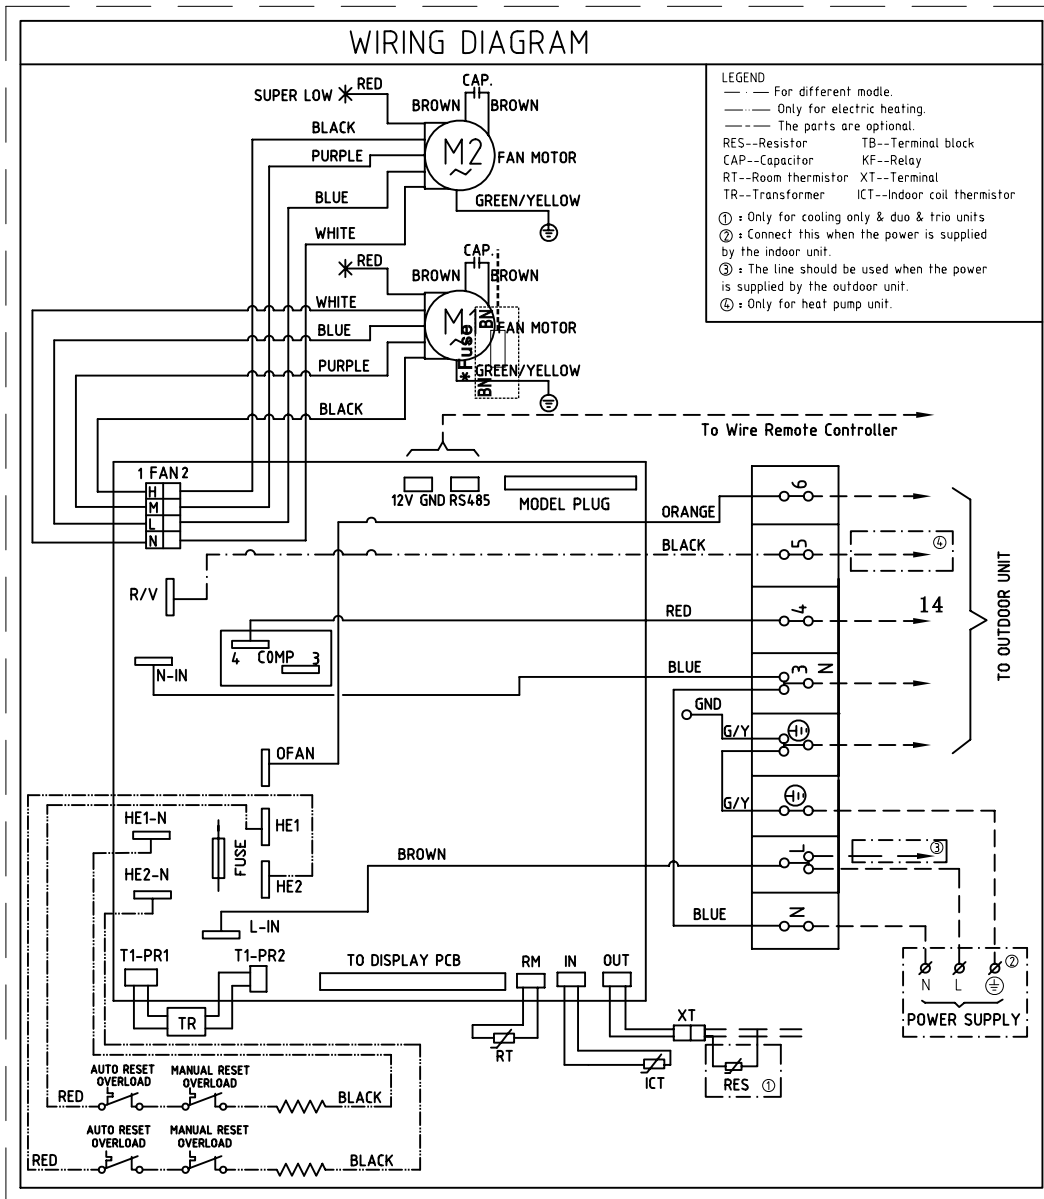 WIRING DIAGRAM
LEGEND
For different modle.
Only for electric heating.
The parts are optional.
RES--Resistor TB--Terminal block
CAP--Capacitor KF--Relay
RT--Room thermistor XT--Terminal
TR--Transformer ICT--Indoor coil thermistor
① : Only for cooling only & duo & trio units
② : Connect this when the power is supplied
by the indoor unit.
③ : The line should be used when the power
is supplied by the outdoor unit.
④ : Only for heat pump unit.
SUPER LOW
RED
CAP.
BROWN
BROWN
BLACK
PURPLE
M2
~
FAN MOTOR
BLUE
GREEN/YELLOW
WHITE
RED
CAP.
BROWN
BROWN
WHITE
M1
~
BN
FAN MOTOR
BLUE
*Fuse
PURPLE
GREEN/YELLOW
BN
BLACK
To Wire Remote Controller
1 FAN 2
H
M
L
N
12V GND RS485
MODEL PLUG
ORANGE
6
BLACK
5
④
R/V
RED
4
14
TO OUTDOOR UNIT
4 COMP 3
N-IN
BLUE
3
N
GND
G/Y
OFAN
G/Y
HE1-N
HE1
FUSE
BROWN
L
③
HE2-N
HE2
L-IN
BLUE
N
T1-PR1
T1-PR2
TO DISPLAY PCB
RM
IN
OUT
②
N
L
POWER SUPPLY
TR
XT
RT
ICT
RES ①
AUTO RESET
OVERLOAD
MANUAL RESET
OVERLOAD
RED
BLACK
AUTO RESET
OVERLOAD
MANUAL RESET
OVERLOAD
RED
BLACK